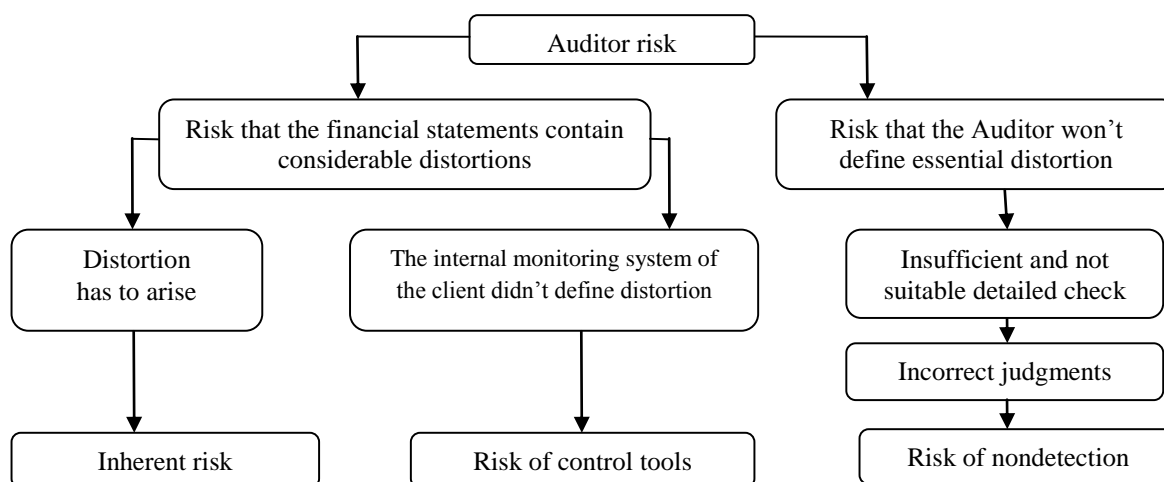 Auditor risk
Risk that the financial statements contain
considerable distortions
Risk that the Auditor won’t
define essential distortion
Distortion
has to arise
The internal monitoring system of
the client didn’t define distortion
Insufficient and not
suitable detailed check
Incorrect judgments
Inherent risk
Risk of control tools
Risk of nondetection